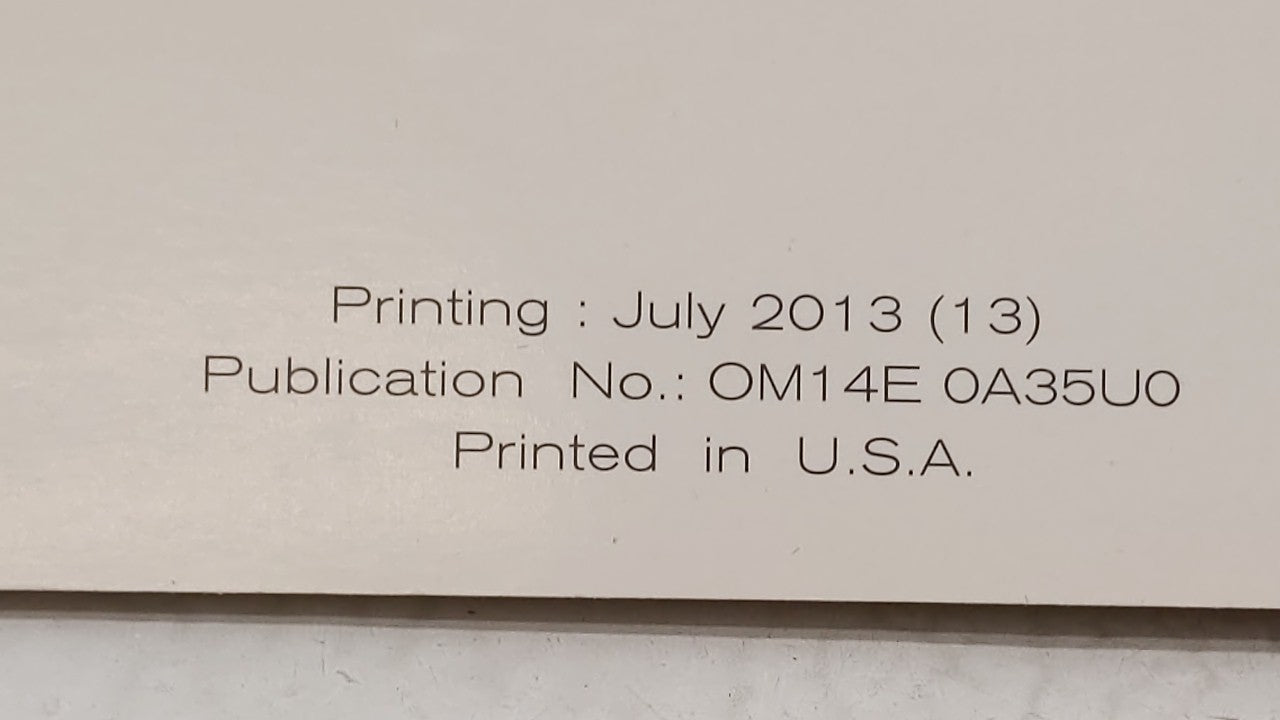 Printing : July 2013 (13)
Publication No.: OM14E 0A35U0
Printed in U.S.A.